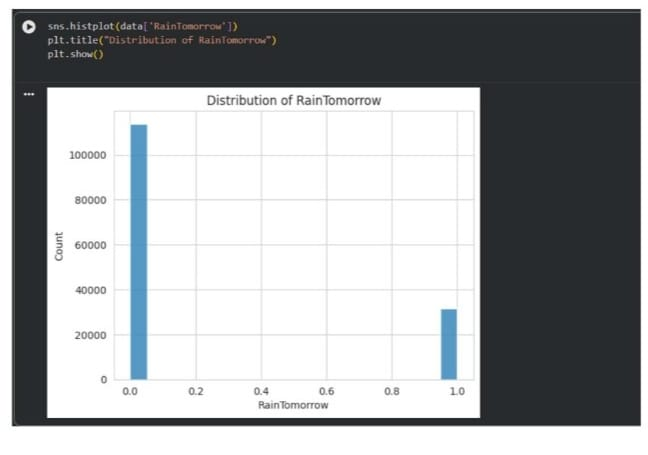 sns.histplot(data['RainTomorrow'])
plt.title("Distribution of RainTomorrow")
plt.show()
Distribution of RainTomorrow
100000
80000
60000
40000
20000
0
Count
0.0 0.2 0.4 0.6 0.8 1.0
RainTomorrow